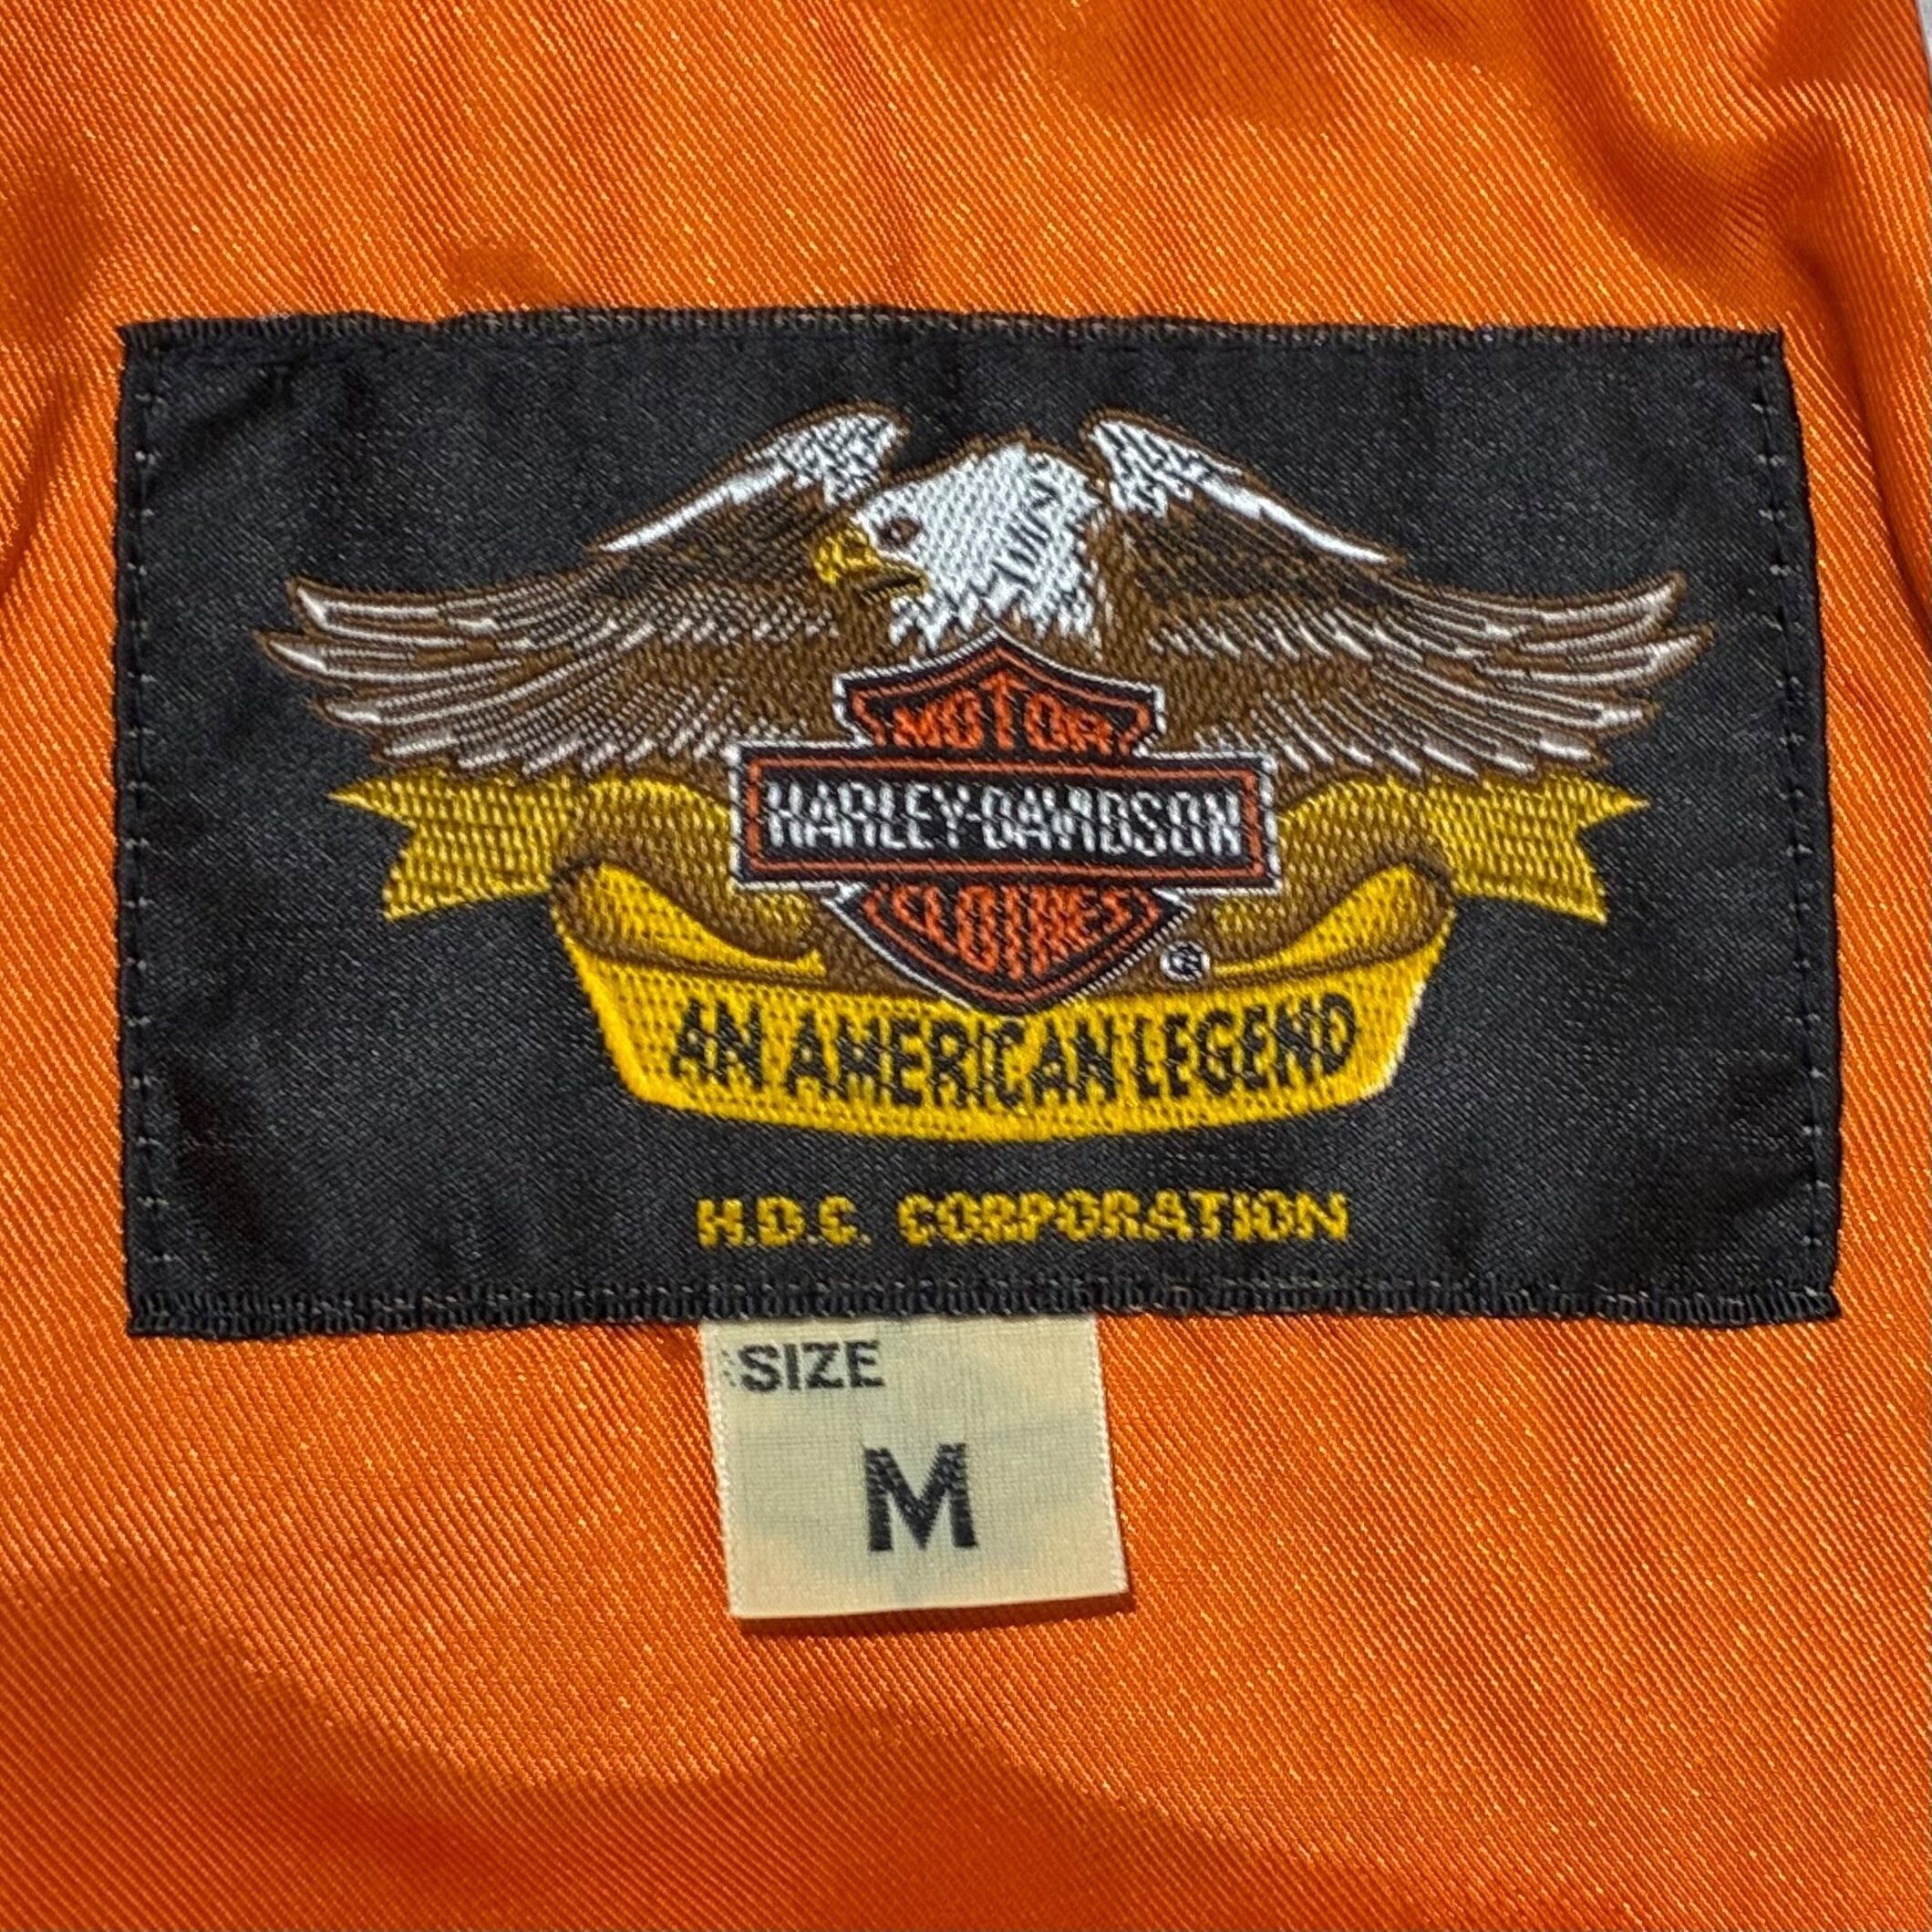 MOTOR
HARLEY-DAVIDSON
CLOTHES
®
AN AMERICAN LEGEND
H.D.C. CORPORATION
SIZE
M